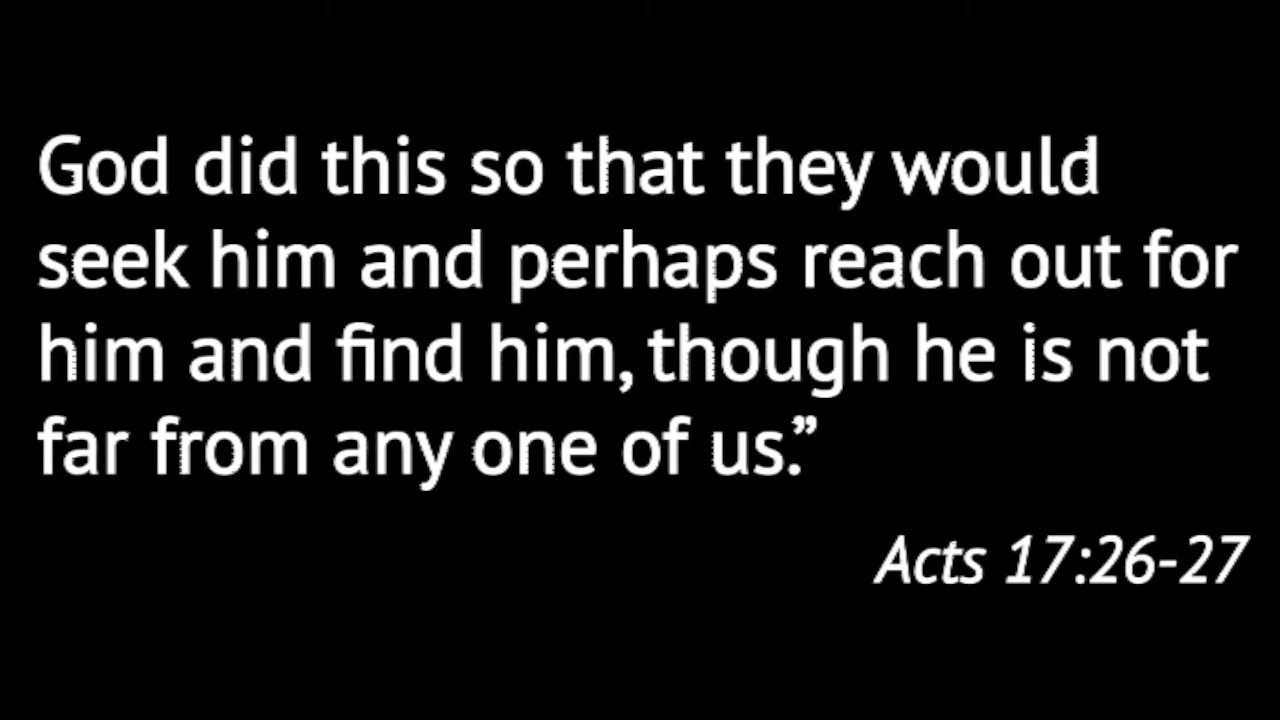 God did this so that they would
seek him and perhaps reach out for
him and find him, though he is not
far from any one of us.”
Acts 17:26-27